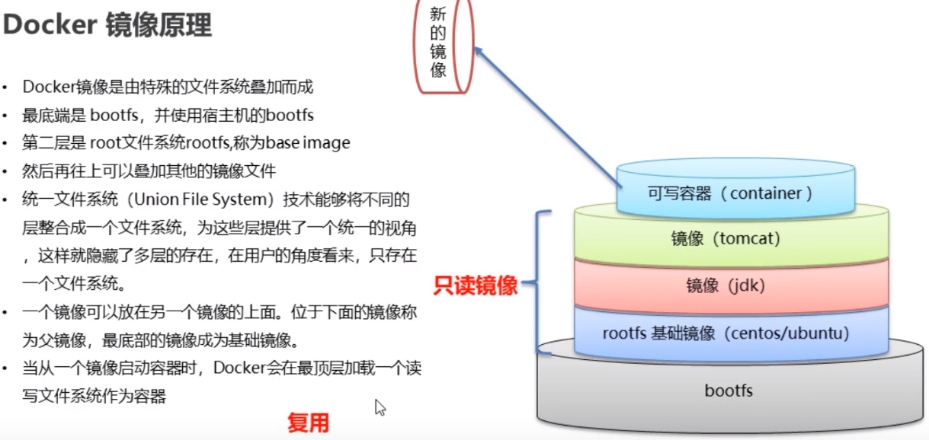 Docker 镜像原理
• Docker镜像是由特殊的文件系统叠加而成
• 最底端是 bootfs，并使用宿主机的bootfs
• 第二层是 root文件系统rootfs,称为base image
• 然后再往上可以叠加其他的镜像文件
• 统一文件系统（Union File System）技术能够将不同的
层整合成一个文件系统，为这些层提供了一个统一的视角
，这样就隐藏了多层的存在，在用户的角度看来，只存在
一个文件系统。
• 一个镜像可以放在另一个镜像的上面。位于下面的镜像称
为父镜像，最底部的镜像成为基础镜像。
• 当从一个镜像启动容器时，Docker会在最顶层加载一个读
写文件系统作为容器
复用
新的镜像
可写容器（container）
镜像（tomcat）
镜像（jdk）
只读镜像
rootfs 基础镜像（centos/ubuntu）
bootfs